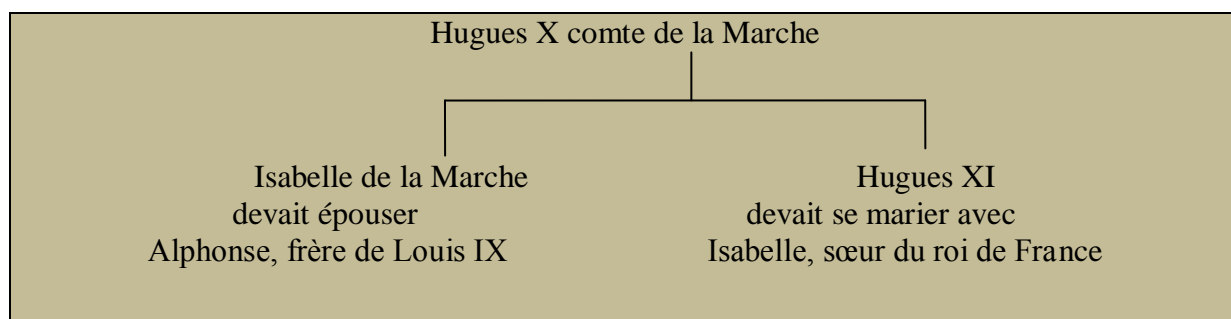 Hugues X comte de la Marche
Isabelle de la Marche
devait épouser
Alphonse, frère de Louis IX
Hugues XI
devait se marier avec
Isabelle, sœur du roi de France